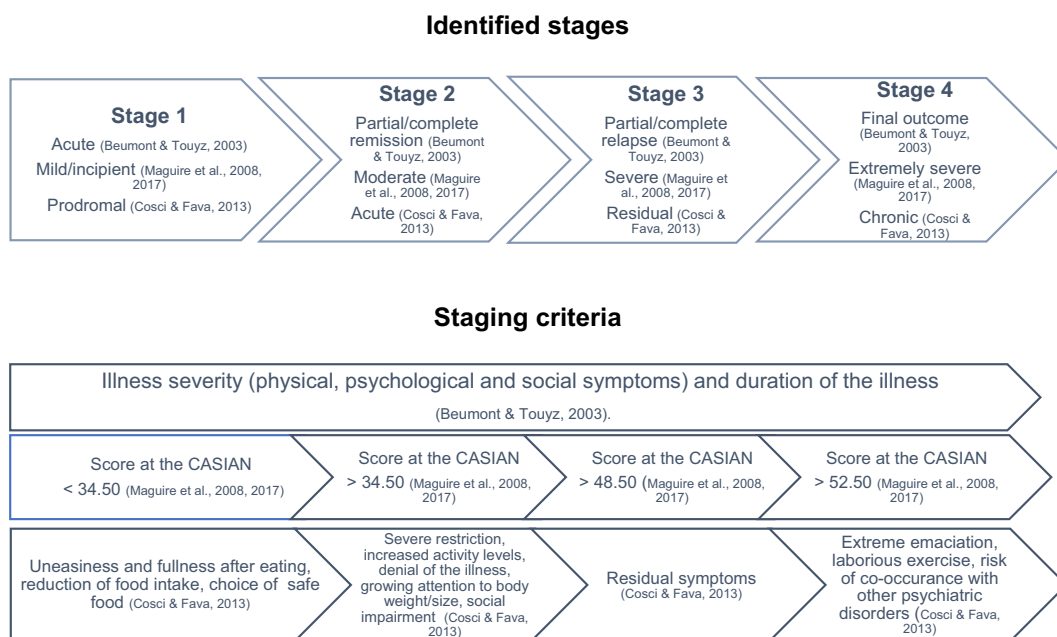 Identified stages
Stage 1
Acute (Beumont & Touyz, 2003)
Mild/incipient (Maguire et al., 2008,
2017)
Prodromal (Cosci & Fava, 2013)
Stage 2
Partial/complete
remission (Beumont
& Touyz, 2003)
Moderate (Maguire
et al., 2008, 2017)
Acute (Cosci & Fava,
2013)
Stage 3
Partial/complete
relapse (Beumont &
Touyz, 2003)
Severe (Maguire et
al., 2008, 2017)
Residual (Cosci &
Fava, 2013)
Stage 4
Final outcome
(Beumont & Touyz,
2003)
Extremely severe
(Maguire et al., 2008,
2017)
Chronic (Cosci &
Fava, 2013)
Staging criteria
Illness severity (physical, psychological and social symptoms) and duration of the illness
(Beumont & Touyz, 2003).
Score at the CASIAN
< 34.50 (Maguire et al., 2008, 2017)
Score at the CASIAN
> 34.50 (Maguire et al., 2008,
2017)
Score at the CASIAN
> 48.50 (Maguire et al., 2008,
2017)
Score at the CASIAN
> 52.50 (Maguire et al., 2008,
2017)
Uneasiness and fullness after eating,
reduction of food intake, choice of safe
food (Cosci & Fava, 2013)
Severe restriction,
increased activity levels,
denial of the illness,
growing attention to body
weight/size, social
impairment (Cosci & Fava,
2013)
Residual symptoms
(Cosci & Fava, 2013)
Extreme emaciation,
laborious exercise, risk
of co-occurance with
other psychiatric
disorders (Cosci &
Fava, 2013)